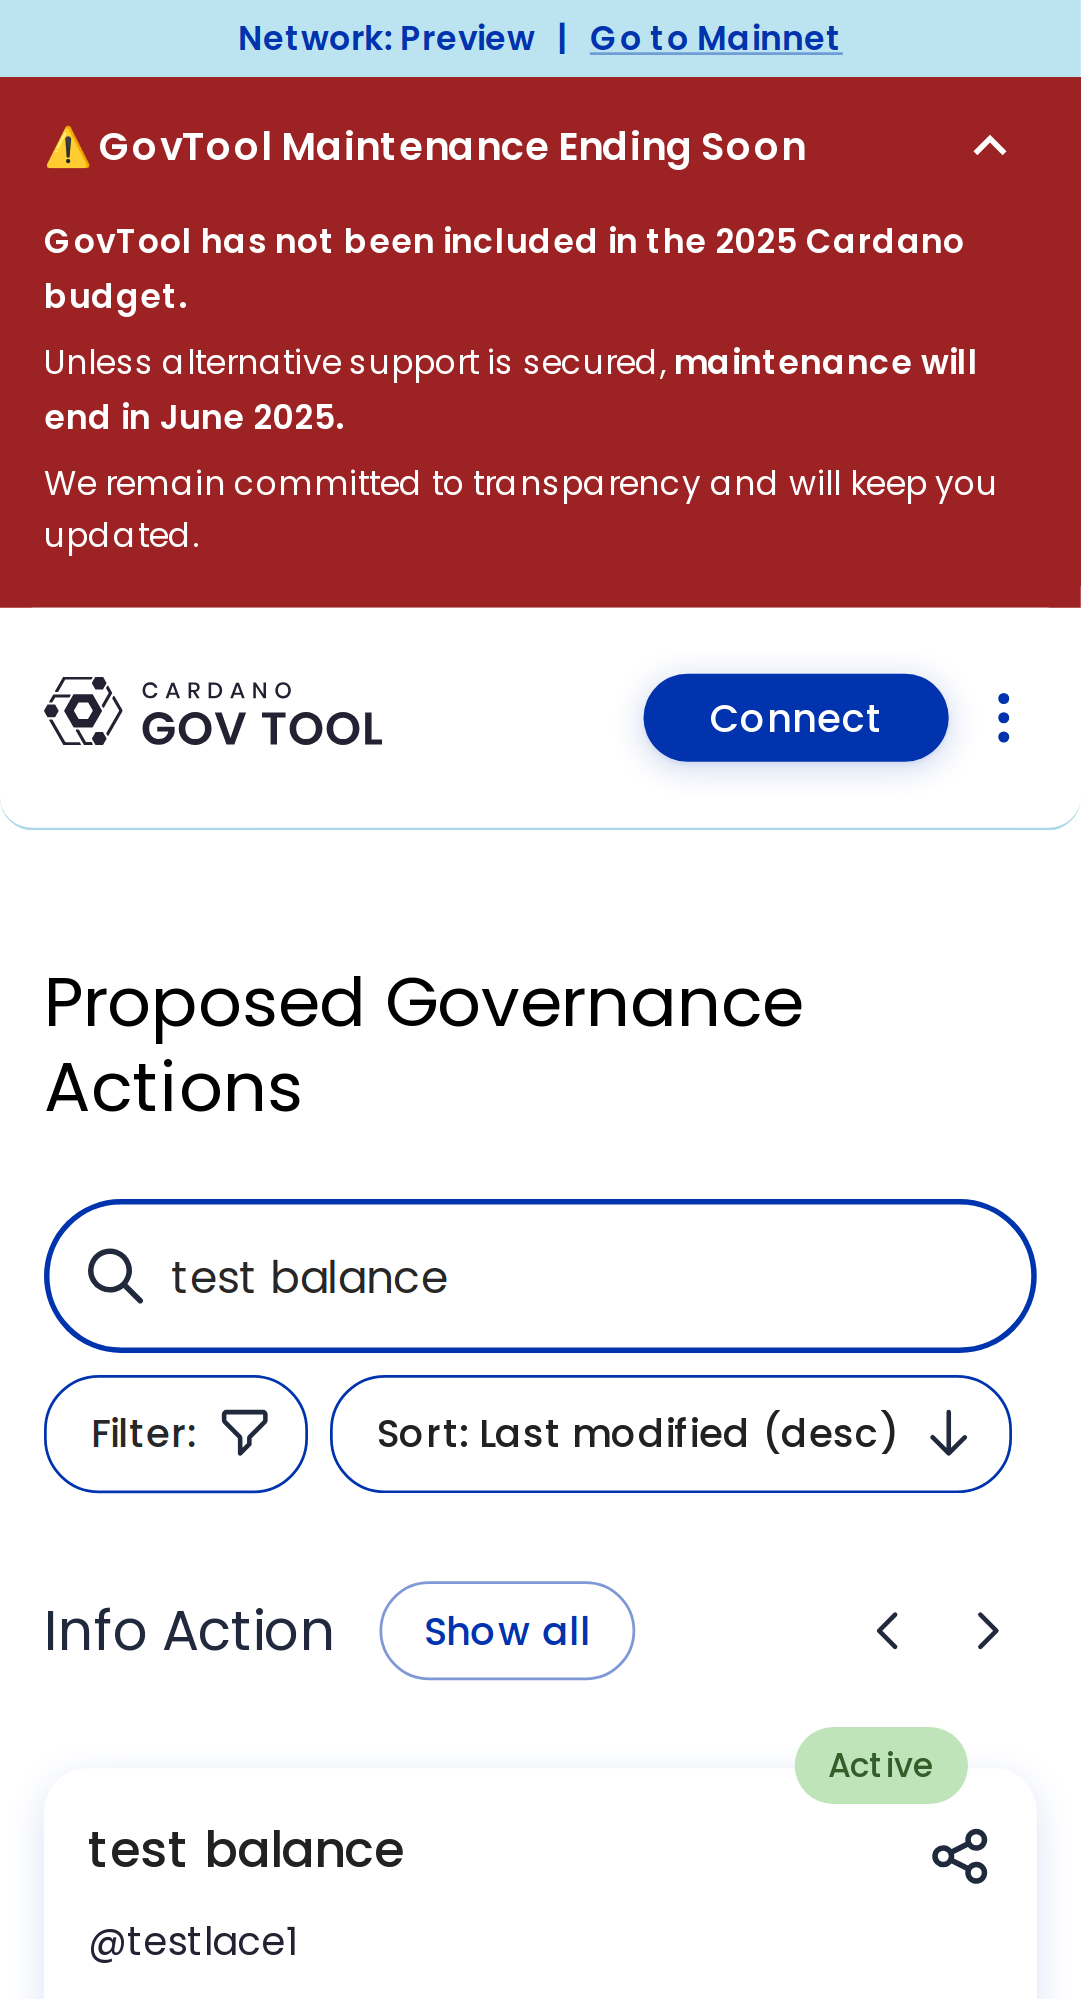 Network: Preview | Go to Mainnet
⚠️ GovTool Maintenance Ending Soon
GovTool has not been included in the 2025 Cardano
budget.
Unless alternative support is secured, maintenance will
end in June 2025.
We remain committed to transparency and will keep you
updated.
CARDANO
GOV TOOL
Connect
Proposed Governance
Actions
test balance
Filter:
Sort: Last modified (desc)
Info Action
Show all
Active
test balance
@testlace1